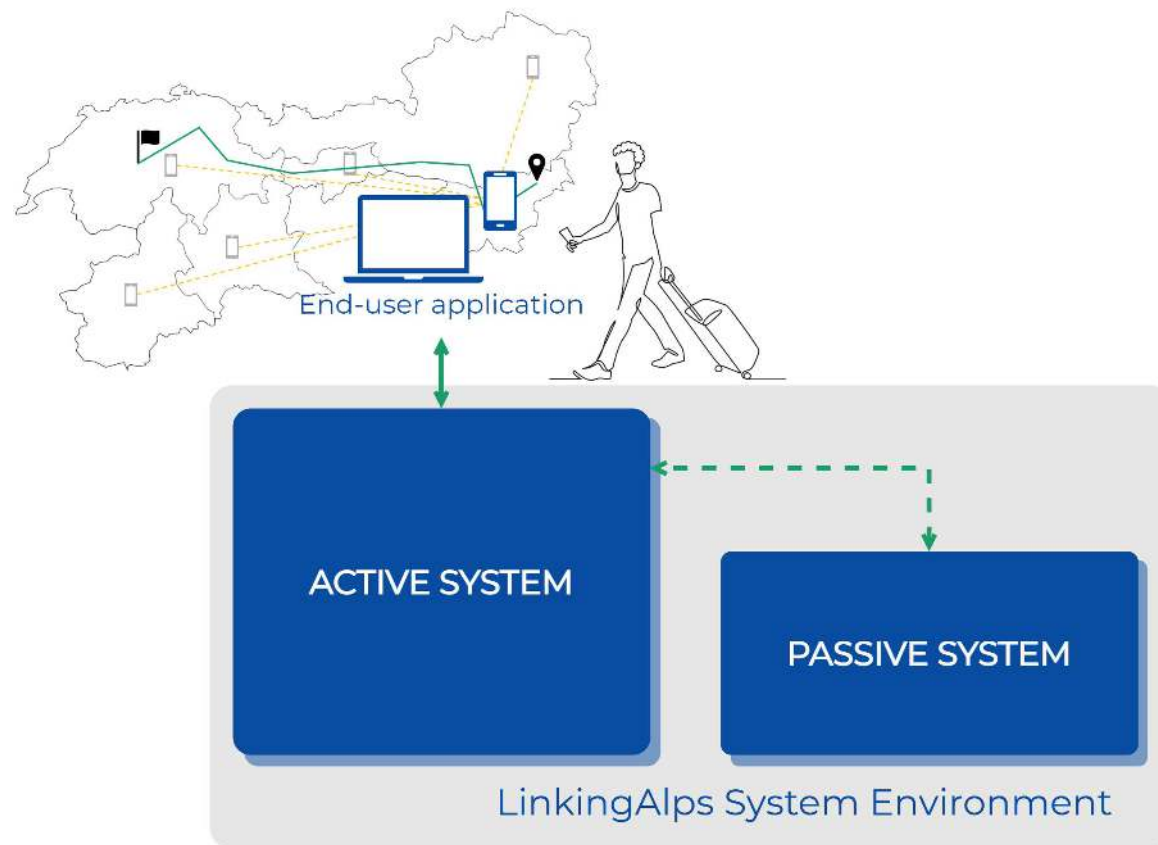 End-user application
ACTIVE SYSTEM
PASSIVE SYSTEM
LinkingAlps System Environment